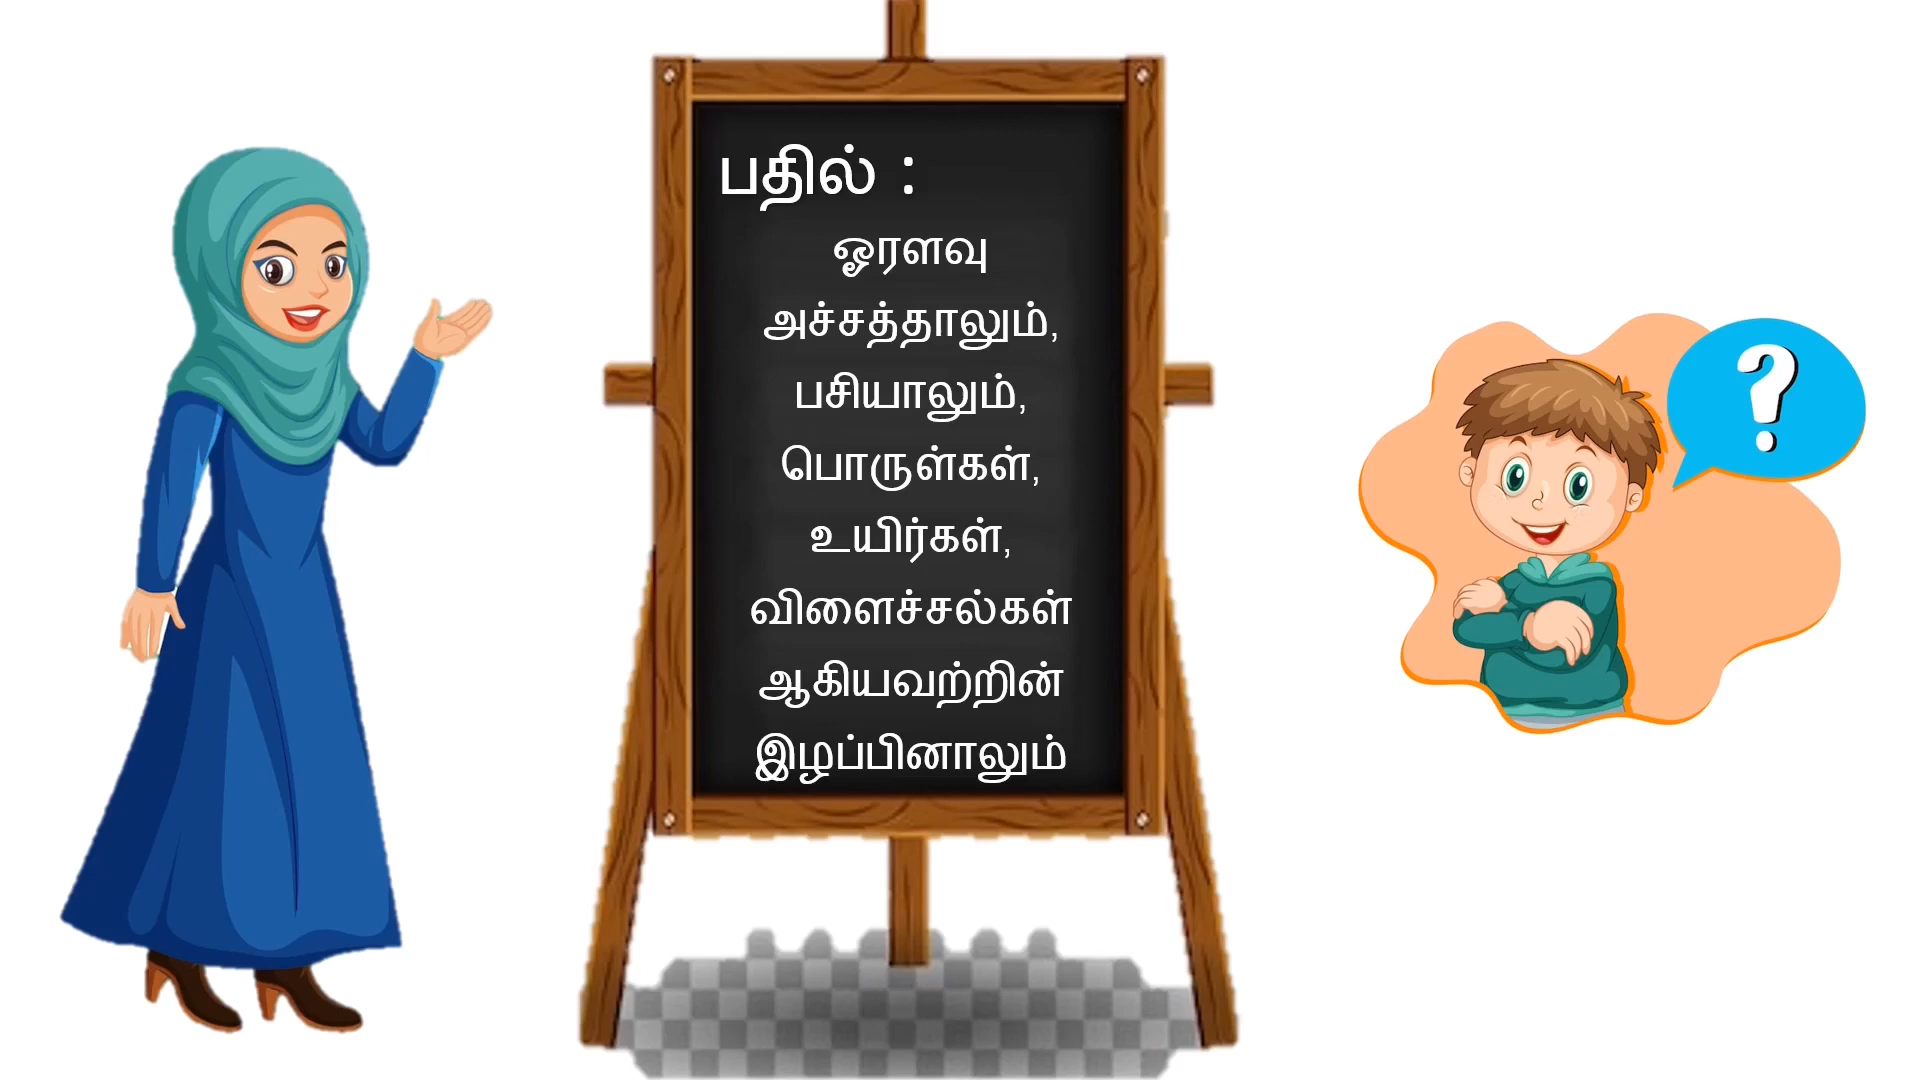 பதில் :
ஓரளவு
அச்சத்தாலும்,
பசியாலும்,
பொருள்கள்,
உயிர்கள்,
விளைச்சல்கள்
ஆகியவற்றின்
இழப்பினாலும்
?